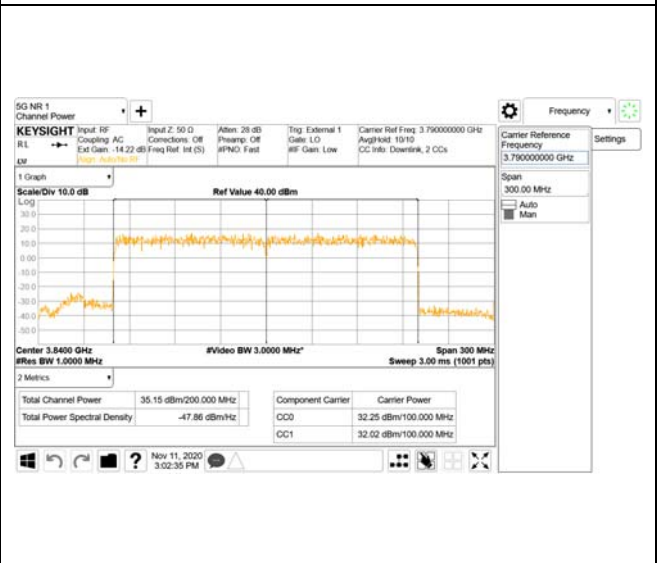 5G NR 1
Channel Power
Frequency
KEYSIGHT Input: RF Input Z: 50 Ω Atten: 28 dB Trig: External 1 Carrier Ref Freq: 3.790000000 GHz
RL Coupling: AC Corrections: Off Preamp: Off Gate: LO Avg|Hold: 10/10
Ext Gain: -14.22 dB Freq Ref: Int (S) #PNO: Fast #IF Gain: Low CC Info: Downlink, 2 CCs
Align: Auto/No RF
Carrier Reference Frequency
3.790000000 GHz
Settings
Span
300.00 MHz
Auto
Man
1 Graph
Scale/Div 10.0 dB Ref Value 40.00 dBm
Log
30.0
20.0
10.0
0.00
-10.0
-20.0
-30.0
-40.0
-50.0
Center 3.8400 GHz #Video BW 3.0000 MHz* Span 300 MHz
#Res BW 1.0000 MHz Sweep 3.00 ms (1001 pts)
2 Metrics
Total Channel Power 35.15 dBm/200.000 MHz
Total Power Spectral Density -47.86 dBm/Hz
Component Carrier Carrier Power
CC0 32.25 dBm/100.000 MHz
CC1 32.02 dBm/100.000 MHz
? Nov 11, 2020
3:02:35 PM